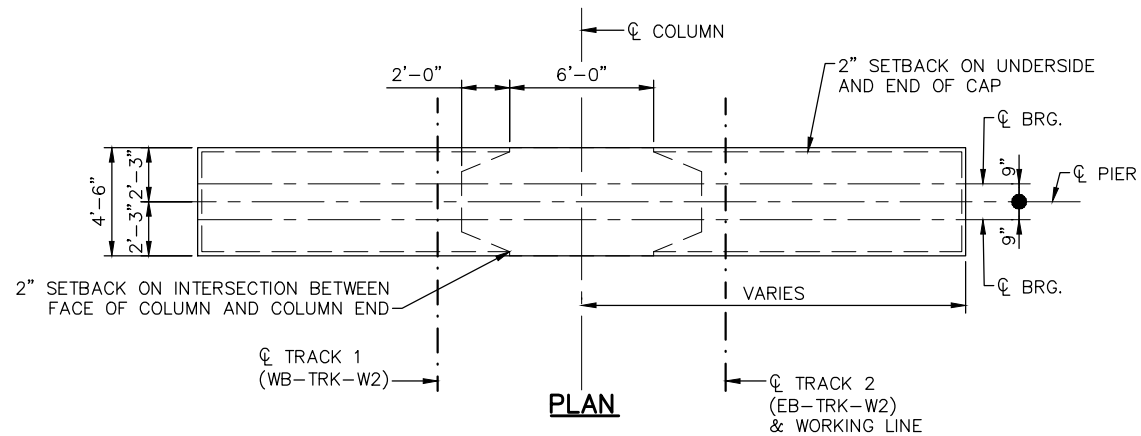 ℄ COLUMN
2'-0"
6'-0"
2" SETBACK ON UNDERSIDE
AND END OF CAP
℄ BRG.
4'-6"
2'-3"
2'-3"
9"
9"
℄ PIER
2" SETBACK ON INTERSECTION BETWEEN
FACE OF COLUMN AND COLUMN END
VARIES
℄ BRG.
℄ TRACK 1
(WB-TRK-W2)
℄ TRACK 2
(EB-TRK-W2)
& WORKING LINE
PLAN